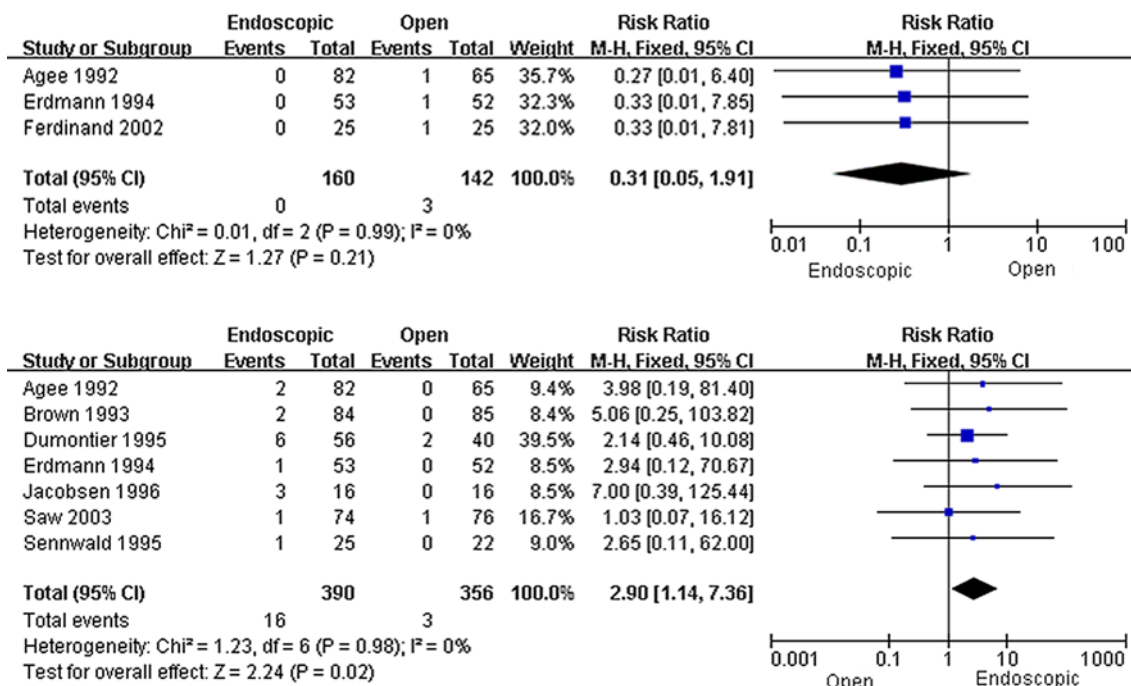 Endoscopic Open Risk Ratio Risk Ratio
Study or Subgroup Events Total Events Total Weight M-H, Fixed, 95% CI M-H, Fixed, 95% CI
Agee 1992 0 82 1 65 35.7% 0.27 [0.01, 6.40]
Erdmann 1994 0 53 1 52 32.3% 0.33 [0.01, 7.85]
Ferdinand 2002 0 25 1 25 32.0% 0.33 [0.01, 7.81]
Total (95% CI) 160 142 100.0% 0.31 [0.05, 1.91]
Total events 0 3
Heterogeneity: Chi² = 0.01, df = 2 (P = 0.99); I² = 0%
Test for overall effect: Z = 1.27 (P = 0.21)
0.01 0.1 1 10 100
Endoscopic Open
Endoscopic Open Risk Ratio Risk Ratio
Study or Subgroup Events Total Events Total Weight M-H, Fixed, 95% CI M-H, Fixed, 95% CI
Agee 1992 2 82 0 65 9.4% 3.98 [0.19, 81.40]
Brown 1993 2 84 0 85 8.4% 5.06 [0.25, 103.82]
Dumontier 1995 6 56 2 40 39.5% 2.14 [0.46, 10.08]
Erdmann 1994 1 53 0 52 8.5% 2.94 [0.12, 70.67]
Jacobsen 1996 3 16 0 16 8.5% 7.00 [0.39, 125.44]
Saw 2003 1 74 1 76 16.7% 1.03 [0.07, 16.12]
Sennwald 1995 1 25 0 22 9.0% 2.65 [0.11, 62.00]
Total (95% CI) 390 356 100.0% 2.90 [1.14, 7.36]
Total events 16 3
Heterogeneity: Chi² = 1.23, df = 6 (P = 0.98); I² = 0%
Test for overall effect: Z = 2.24 (P = 0.02)
0.001 0.1 1 10 1000
Open Endoscopic